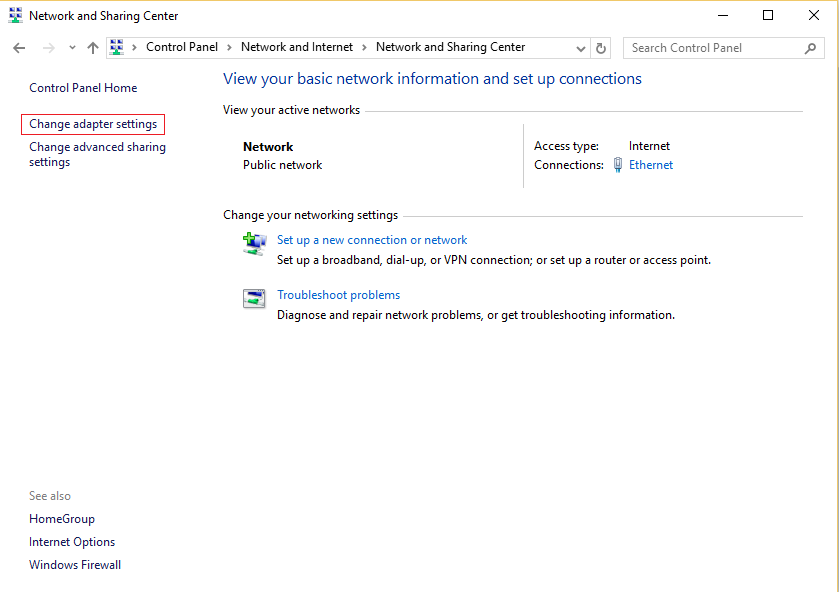 Network and Sharing Center
Control Panel > Network and Internet > Network and Sharing Center
Search Control Panel
Control Panel Home
Change adapter settings
Change advanced sharing
settings
View your basic network information and set up connections
View your active networks
Network
Public network
Access type: Internet
Connections: Ethernet
Change your networking settings
Set up a new connection or network
Set up a broadband, dial-up, or VPN connection; or set up a router or access point.
Troubleshoot problems
Diagnose and repair network problems, or get troubleshooting information.
See also
HomeGroup
Internet Options
Windows Firewall